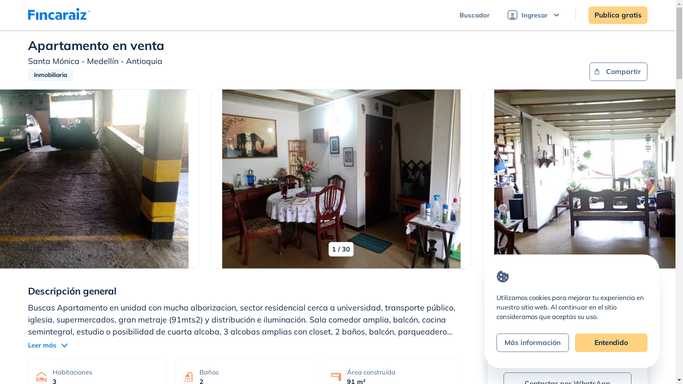 Fincaraiz
Buscador
Ingresar
Publica gratis
Apartamento en venta
Santa Mónica - Medellín - Antioquia
Inmobiliaria
Compartir
1 / 30
Descripción general
Buscas Apartamento en unidad con mucha alborizacion, sector residencial cerca a universidad, transporte público,
iglesia, supermercados, gran metraje (91mts2) y distribución e iluminación. Sala comedor amplia, balcón, cocina
semintegral, estudio o posibilidad de cuarta alcoba, 3 alcobas amplias con closet, 2 baños, balcón, parqueadero...
Leer más
Habitaciones
3
Baños
2
Área construida
91 m²
Utilizamos cookies para mejorar tu experiencia en
nuestro sitio web. Al continuar en el sitio
consideramos que aceptas su uso.
Más información
Entendido
Contactar por WhatsApp